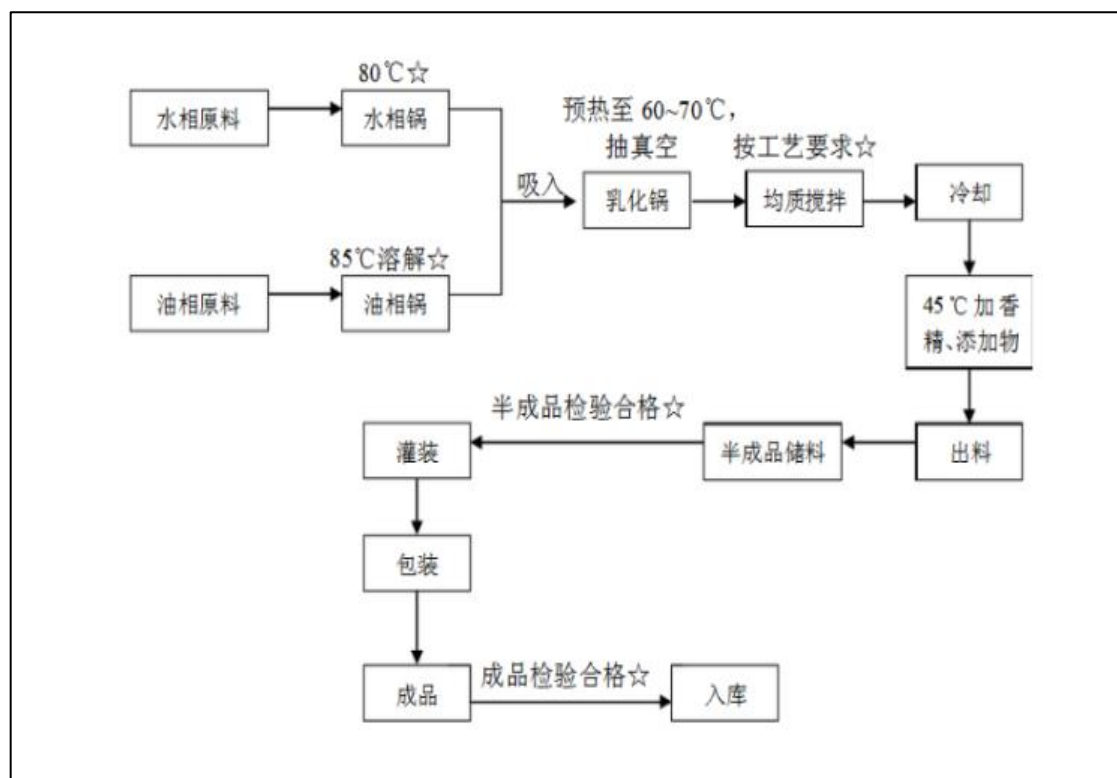 80℃☆
水相原料
水相锅
预热至 60~70℃，
抽真空
按工艺要求☆
吸入
乳化锅
均质搅拌
冷却
85℃溶解☆
油相原料
油相锅
45℃加香
精、添加物
半成品检验合格☆
灌装
半成品储料
出料
包装
成品
成品检验合格☆
入库